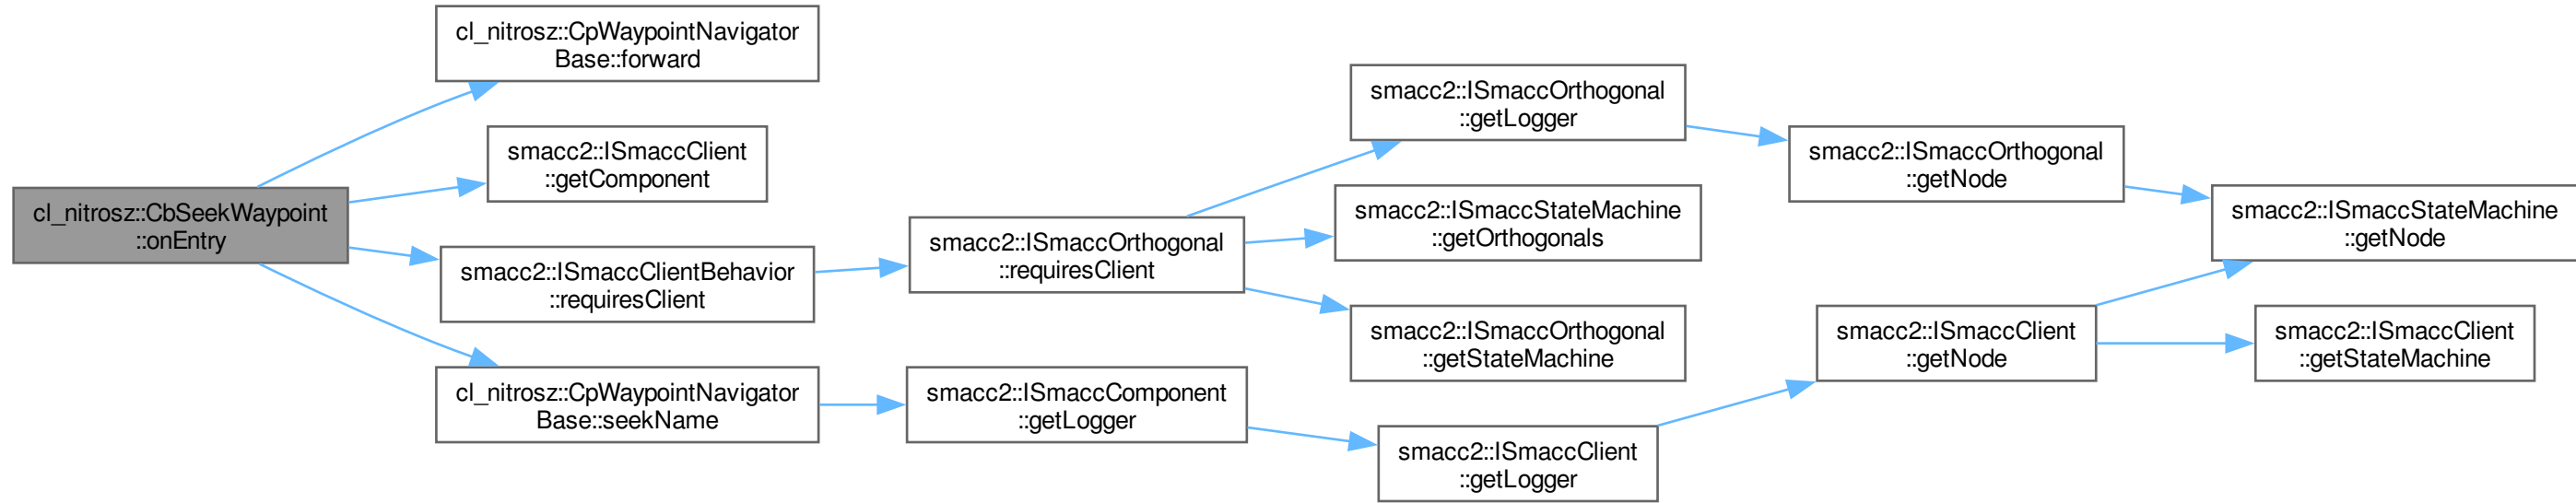 cl_nitrosz::CbSeekWaypoint
::onEntry
cl_nitrosz::CpWaypointNavigator
Base::forward
smacc2::ISmaccClient
::getComponent
smacc2::ISmaccClientBehavior
::requiresClient
smacc2::ISmaccOrthogonal
::requiresClient
smacc2::ISmaccOrthogonal
::getLogger
smacc2::ISmaccOrthogonal
::getNode
smacc2::ISmaccStateMachine
::getNode
smacc2::ISmaccStateMachine
::getOrthogonals
smacc2::ISmaccOrthogonal
::getStateMachine
cl_nitrosz::CpWaypointNavigator
Base::seekName
smacc2::ISmaccComponent
::getLogger
smacc2::ISmaccClient
::getLogger
smacc2::ISmaccClient
::getNode
smacc2::ISmaccClient
::getStateMachine